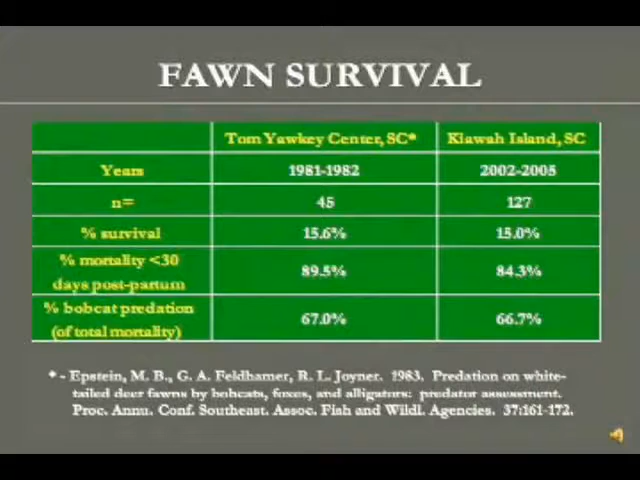 FAWN SURVIVAL
Tom Yawkey Center, SC* Kiawah Island, SC
Years 1981-1982 2002-2005
n= 45 127
% survival 15.6% 15.0%
% mortality <30
days post-partum 89.5% 84.3%
% bobcat predation
(of total mortality) 67.0% 66.7%
* - Epstein, M. B., G. A. Feldhamer, R. L. Joyner. 1983. Predation on white-
tailed deer fawns by bobcats, foxes, and alligators: predator assessment.
Proc. Annu. Conf. Southeast. Assoc. Fish and Wildl. Agencies. 37:161-172.